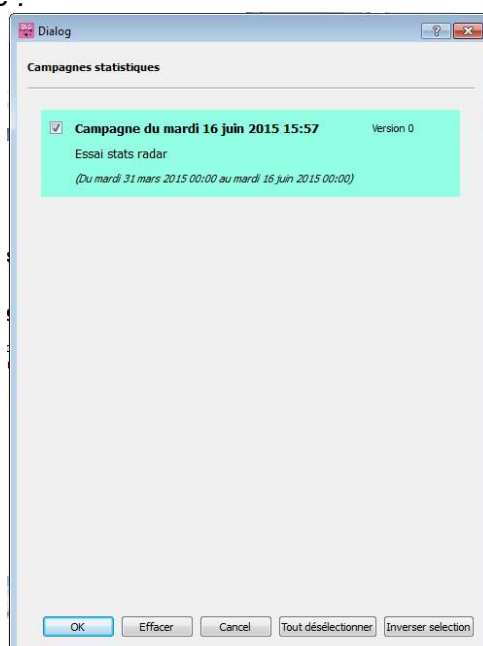 Dialog
Campagnes statistiques
Campagne du mardi 16 juin 2015 15:57 Version 0
Essai stats radar
(Du mardi 31 mars 2015 00:00 au mardi 16 juin 2015 00:00)
OK Effacer Cancel Tout désélectionner Inverser selection